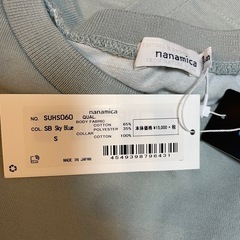 nanamica
nanamica
NO. SUHS060
QUAL.
BODY FABRIC
COL. SB Sky Blue
COTTON 65%
POLYESTER 35%
S
COLLAR
COTTON 100%
本体価格 ¥10,000 + 税
MADE IN JAPAN
4549398796431